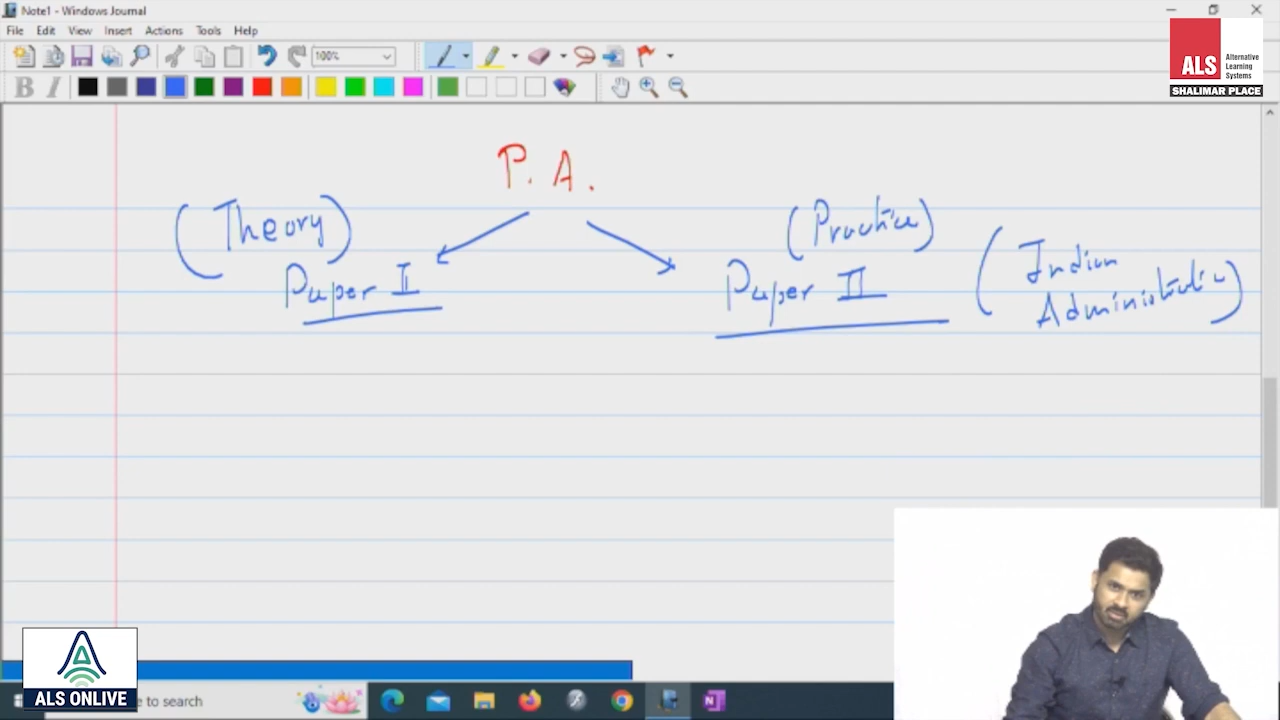 Note1 - Windows Journal
File Edit View Insert Actions Tools Help
100%
B I
ALS
Alternative
Learning
Systems
SHALIMAR PLACE
P. A.
(Theory)
Paper I
(Practice)
Paper II
(Indian
Administration)
ALS ONLIVE
e to search